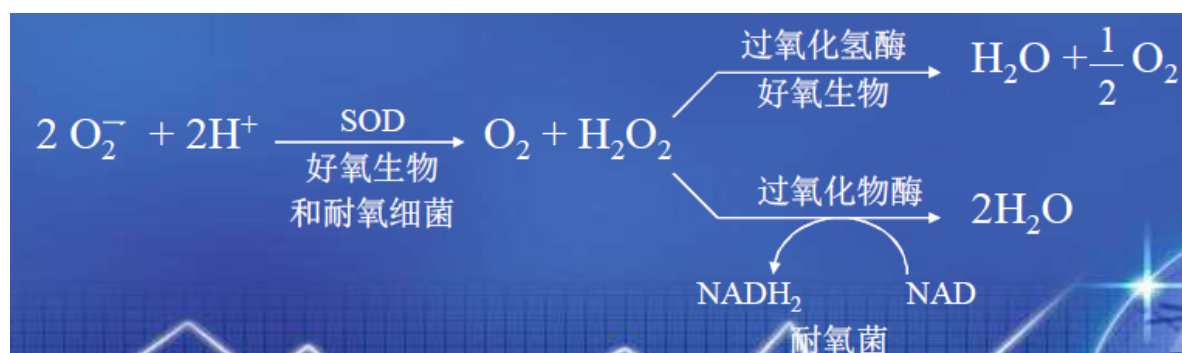 2 O₂⁻ + 2H⁺
SOD
好氧生物
和耐氧细菌
O₂ + H₂O₂
过氧化氢酶
好氧生物
H₂O + 1/2 O₂
过氧化物酶
2H₂O
NADH₂ NAD
耐氧菌